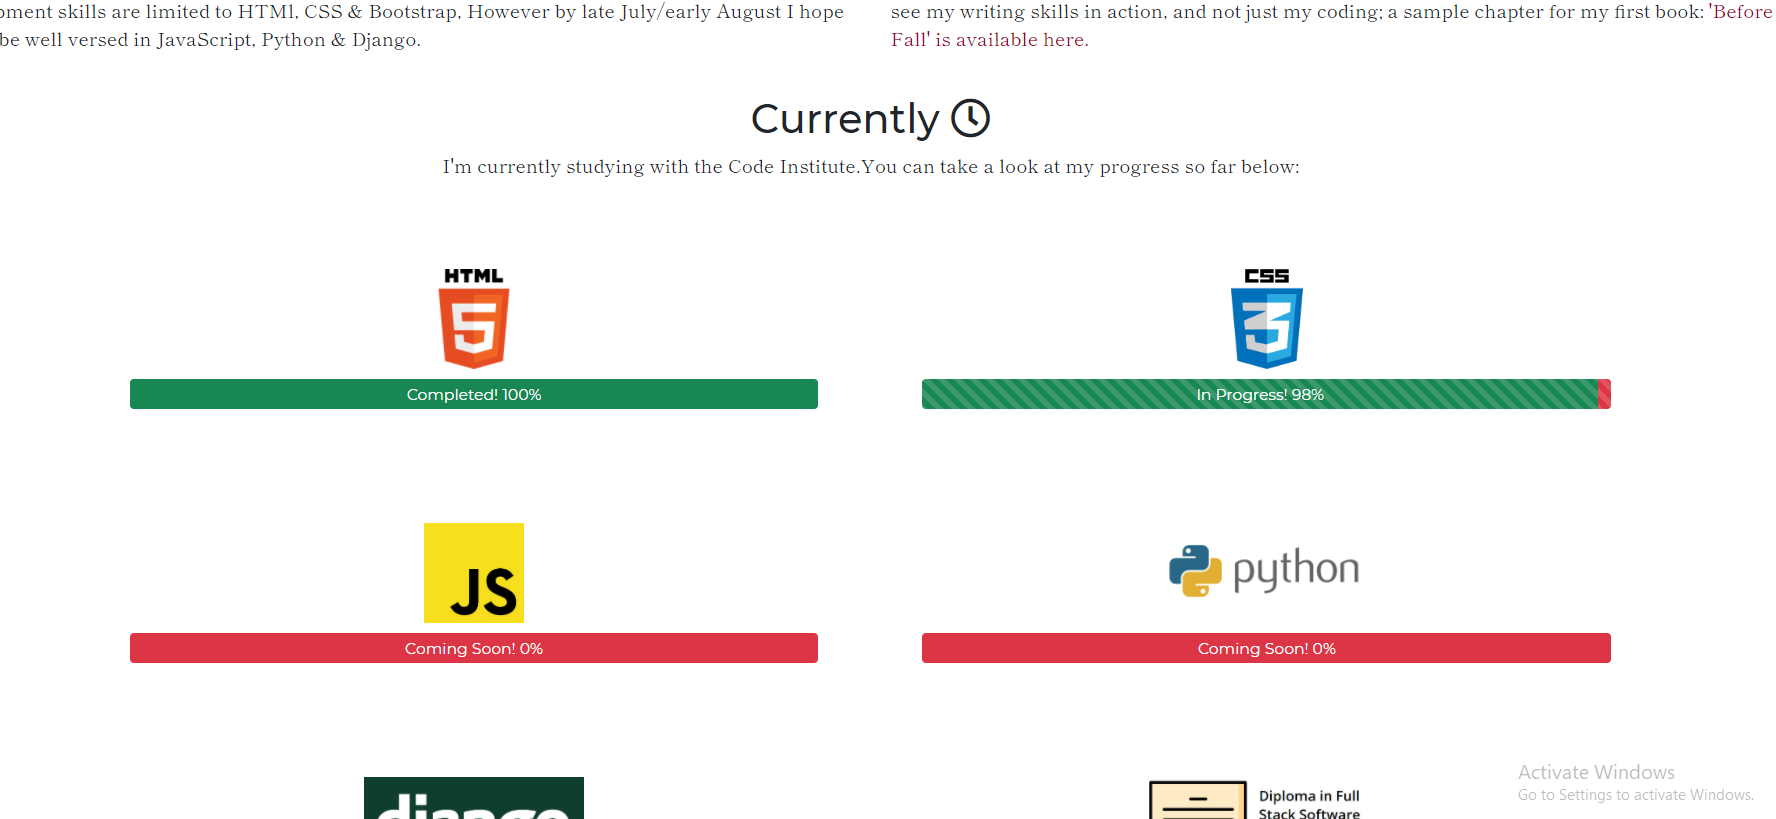 pment skills are limited to HTMl, CSS & Bootstrap, However by late July/early August I hope
be well versed in JavaScript, Python & Django.
see my writing skills in action, and not just my coding; a sample chapter for my first book: 'Before
Fall' is available here.
Currently
I'm currently studying with the Code Institute.You can take a look at my progress so far below:
HTML
5
Completed! 100%
CSS
3
In Progress! 98%
JS
Coming Soon! 0%
python
Coming Soon! 0%
django
Diploma in Full
Stack Software
Activate Windows
Go to Settings to activate Windows.